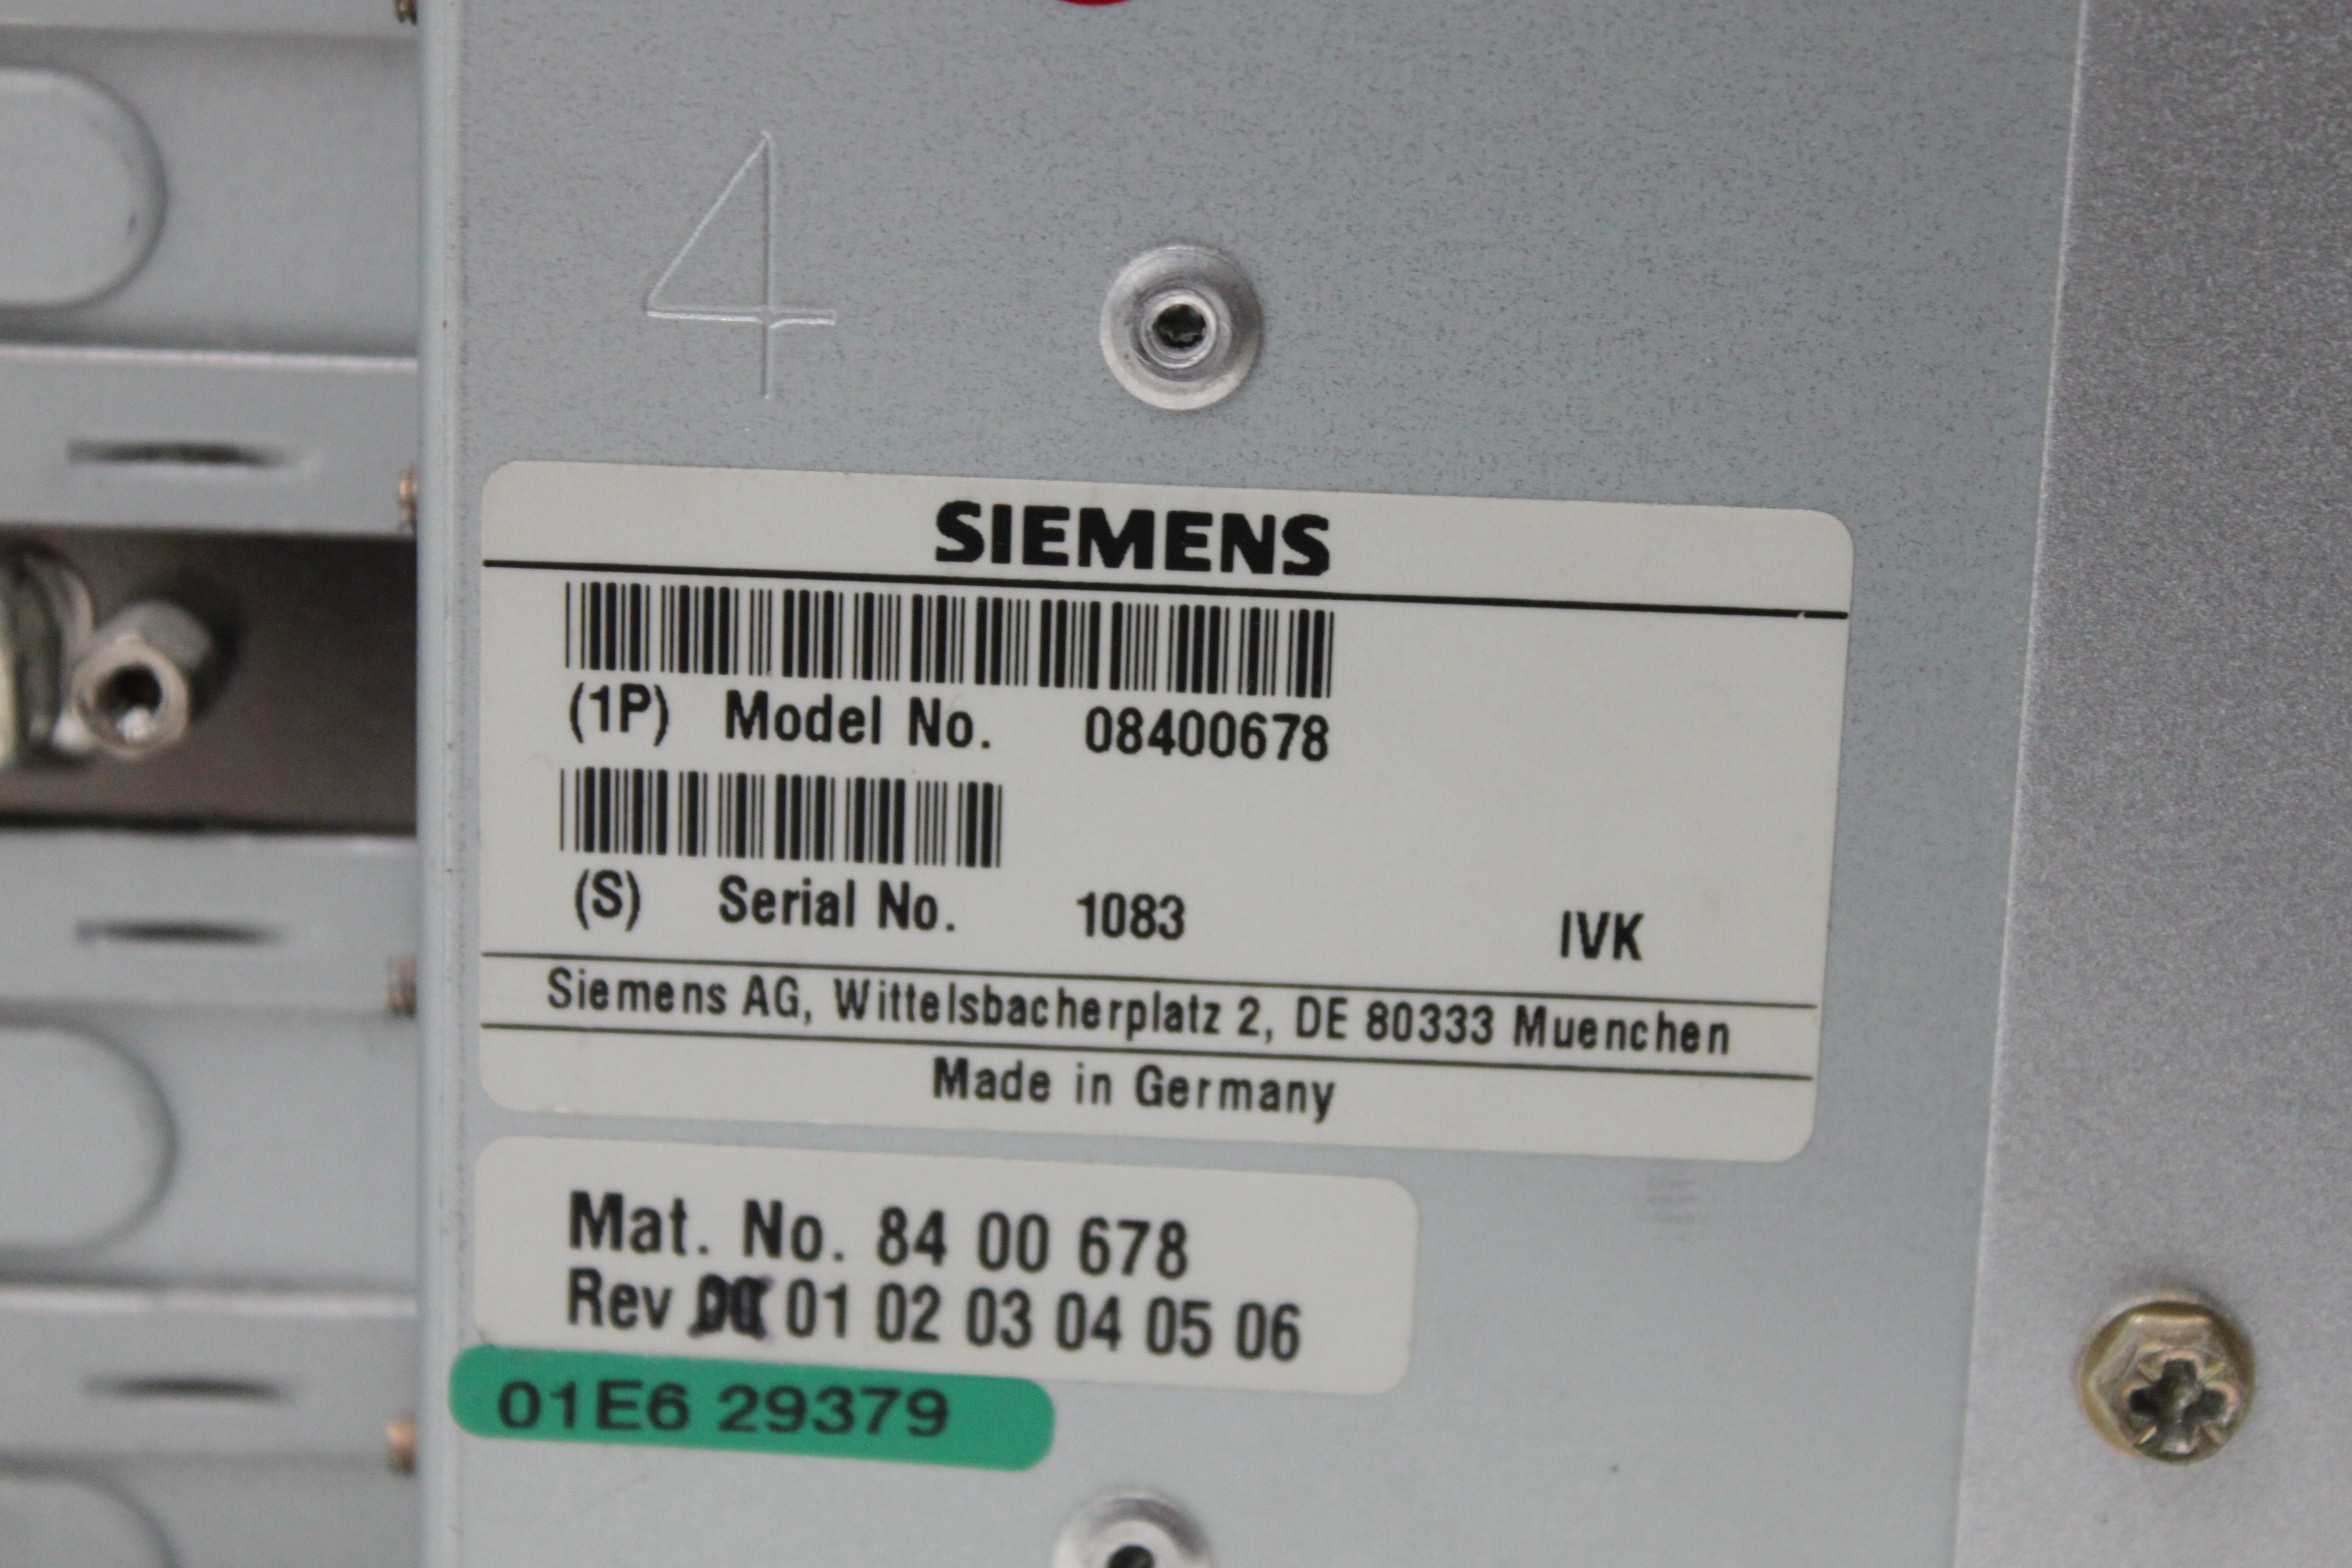 4
SIEMENS
(1P) Model No. 08400678
(S) Serial No. 1083 IVK
Siemens AG, Wittelsbacherplatz 2, DE 80333 Muenchen
Made in Germany
Mat. No. 84 00 678
Rev 01 02 03 04 05 06
01E6 29379